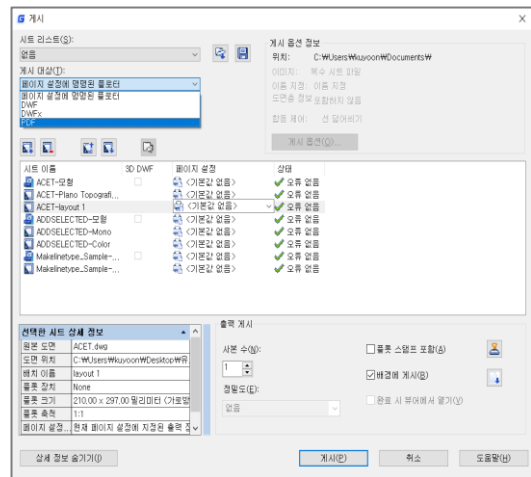 게시
시트 리스트(S):
없음
게시 대상(T):
페이지 설정에 명명된 플로터
페이지 설정에 명명된 플로터
DWF
DWFx
PDF
게시 옵션 정보
위치: C:₩Users₩kuyoon₩Documents₩
이미지: 복수 시트 파일
이름 지정: 이름 지정
도면층 정보 포함하지 않음
합동 제어: 선 덮어쓰기
게시 옵션(O)...
시트 이름 3D DWF 페이지 설정 상태
ACET-모형 <기본값 없음> 오류 없음
ACET-Plano Topografi... <기본값 없음> 오류 없음
ACET-layout 1 <기본값 없음> 오류 없음
ADDSELECTED-모형 <기본값 없음> 오류 없음
ADDSELECTED-Mono <기본값 없음> 오류 없음
ADDSELECTED-Color <기본값 없음> 오류 없음
Makelinetype_Sample-... <기본값 없음> 오류 없음
Makelinetype_Sample-... <기본값 없음> 오류 없음
선택한 시트 상세 정보
원본 도면 ACET.dwg
도면 위치 C:₩Users₩kuyoon₩Desktop₩유
배치 이름 layout 1
플롯 장치 None
플롯 크기 210.00 x 297.00 밀리미터 (가로방
플롯 축척 1:1
페이지 설정... 현재 페이지 설정에 지정된 출력 장
출력 게시
사본 수(N):
1
정밀도(E):
없음
플롯 스탬프 포함(A)
배경에 게시(B)
완료 시 뷰어에서 열기(V)
상세 정보 숨기기(I)
게시(P)
취소
도움말(H)